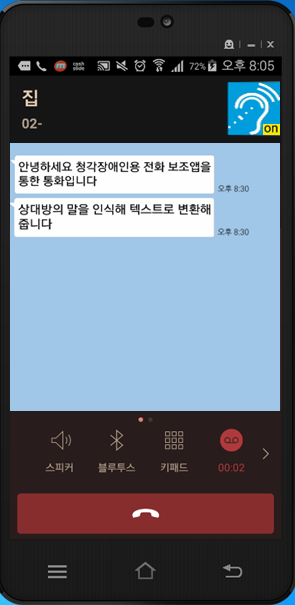 cash slide 72% 오후 8:05
집
02-
on
안녕하세요 청각장애인용 전화 보조앱을
통한 통화입니다
오후 8:30
상대방의 말을 인식해 텍스트로 변환해
줍니다
오후 8:30
스피커 블루투스 키패드 00:02